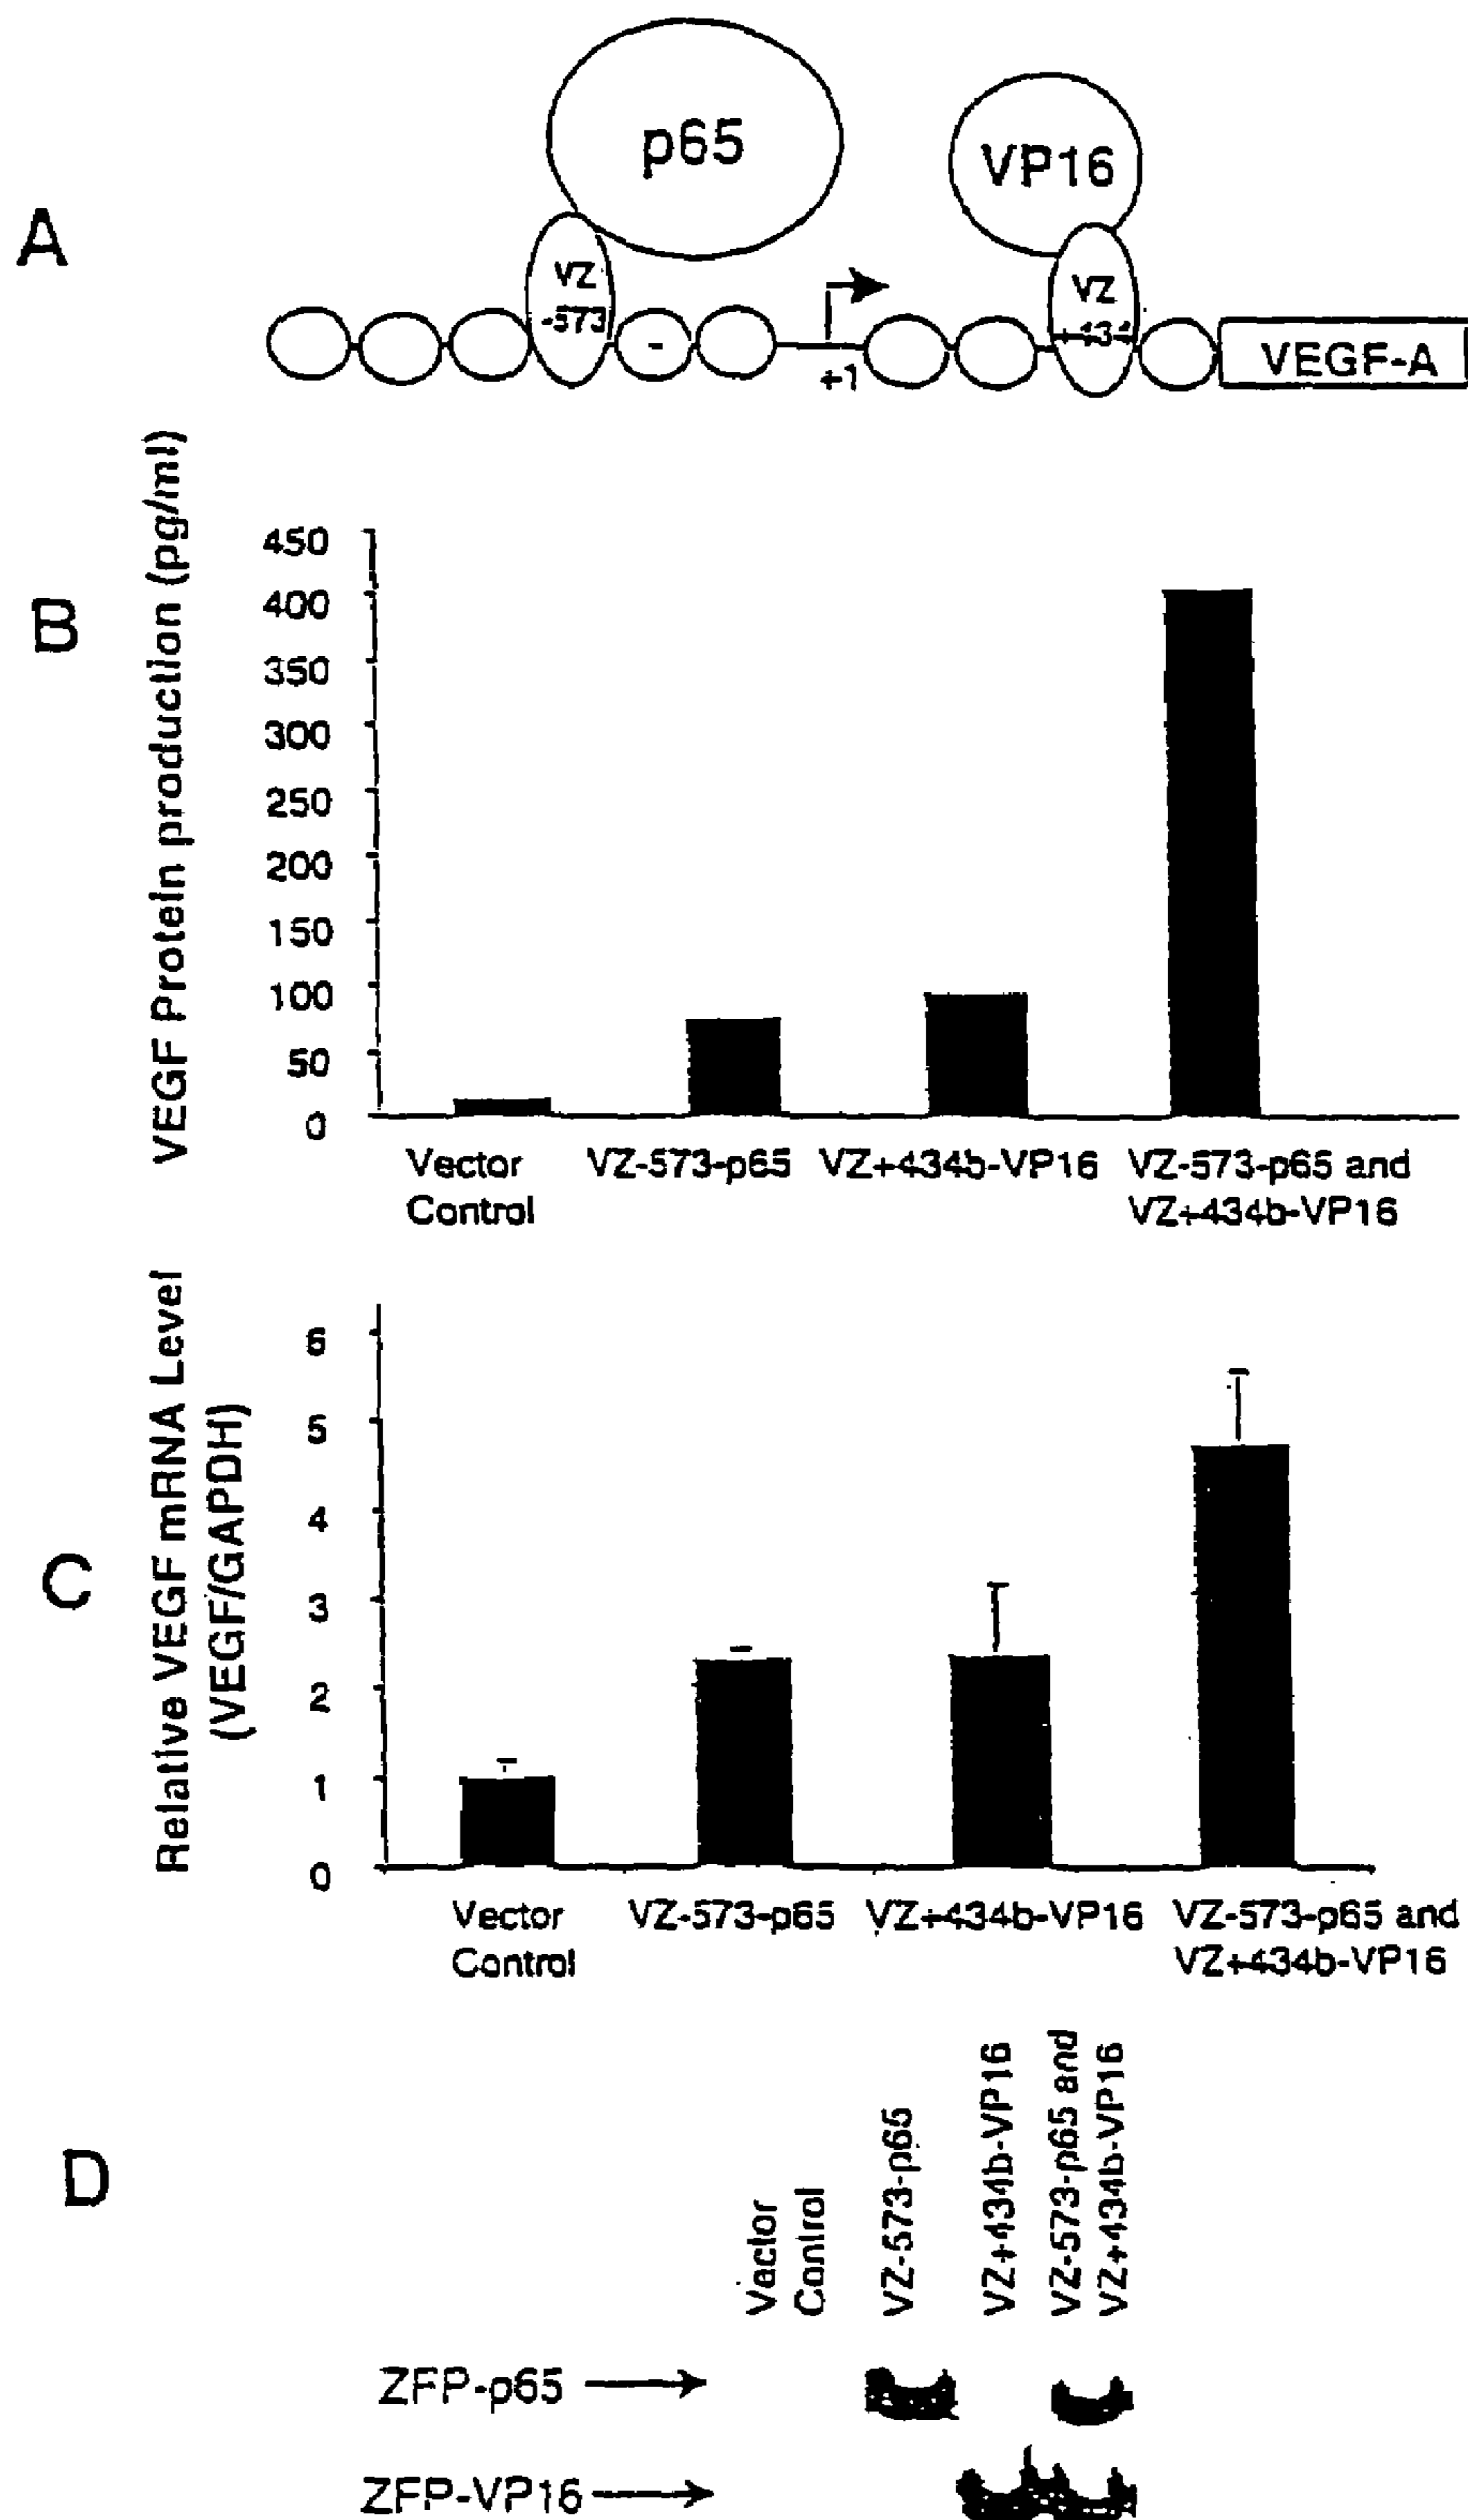 A
p65
VP16
VZ
-573
VZ
-
+1
VEGF-A
B
VEGF Protein production (pg/ml)
450
400
350
300
250
200
150
100
50
0
Vector
Control
VZ-573-p65
VZ+434b-VP16
VZ-573-p65 and
VZ+434b-VP16
C
Relative VEGF mRNA Level
(VEGF/GAPDH)
6
5
4
3
2
1
0
Vector
Control
VZ-573-p65
VZ+434b-VP16
VZ-573-p65 and
VZ+434b-VP16
D
Vector
Control
VZ-573-p65
VZ+434b-VP16
VZ-573-p65 and
VZ+434b-VP16
ZFP-p65
ZFP-VP16